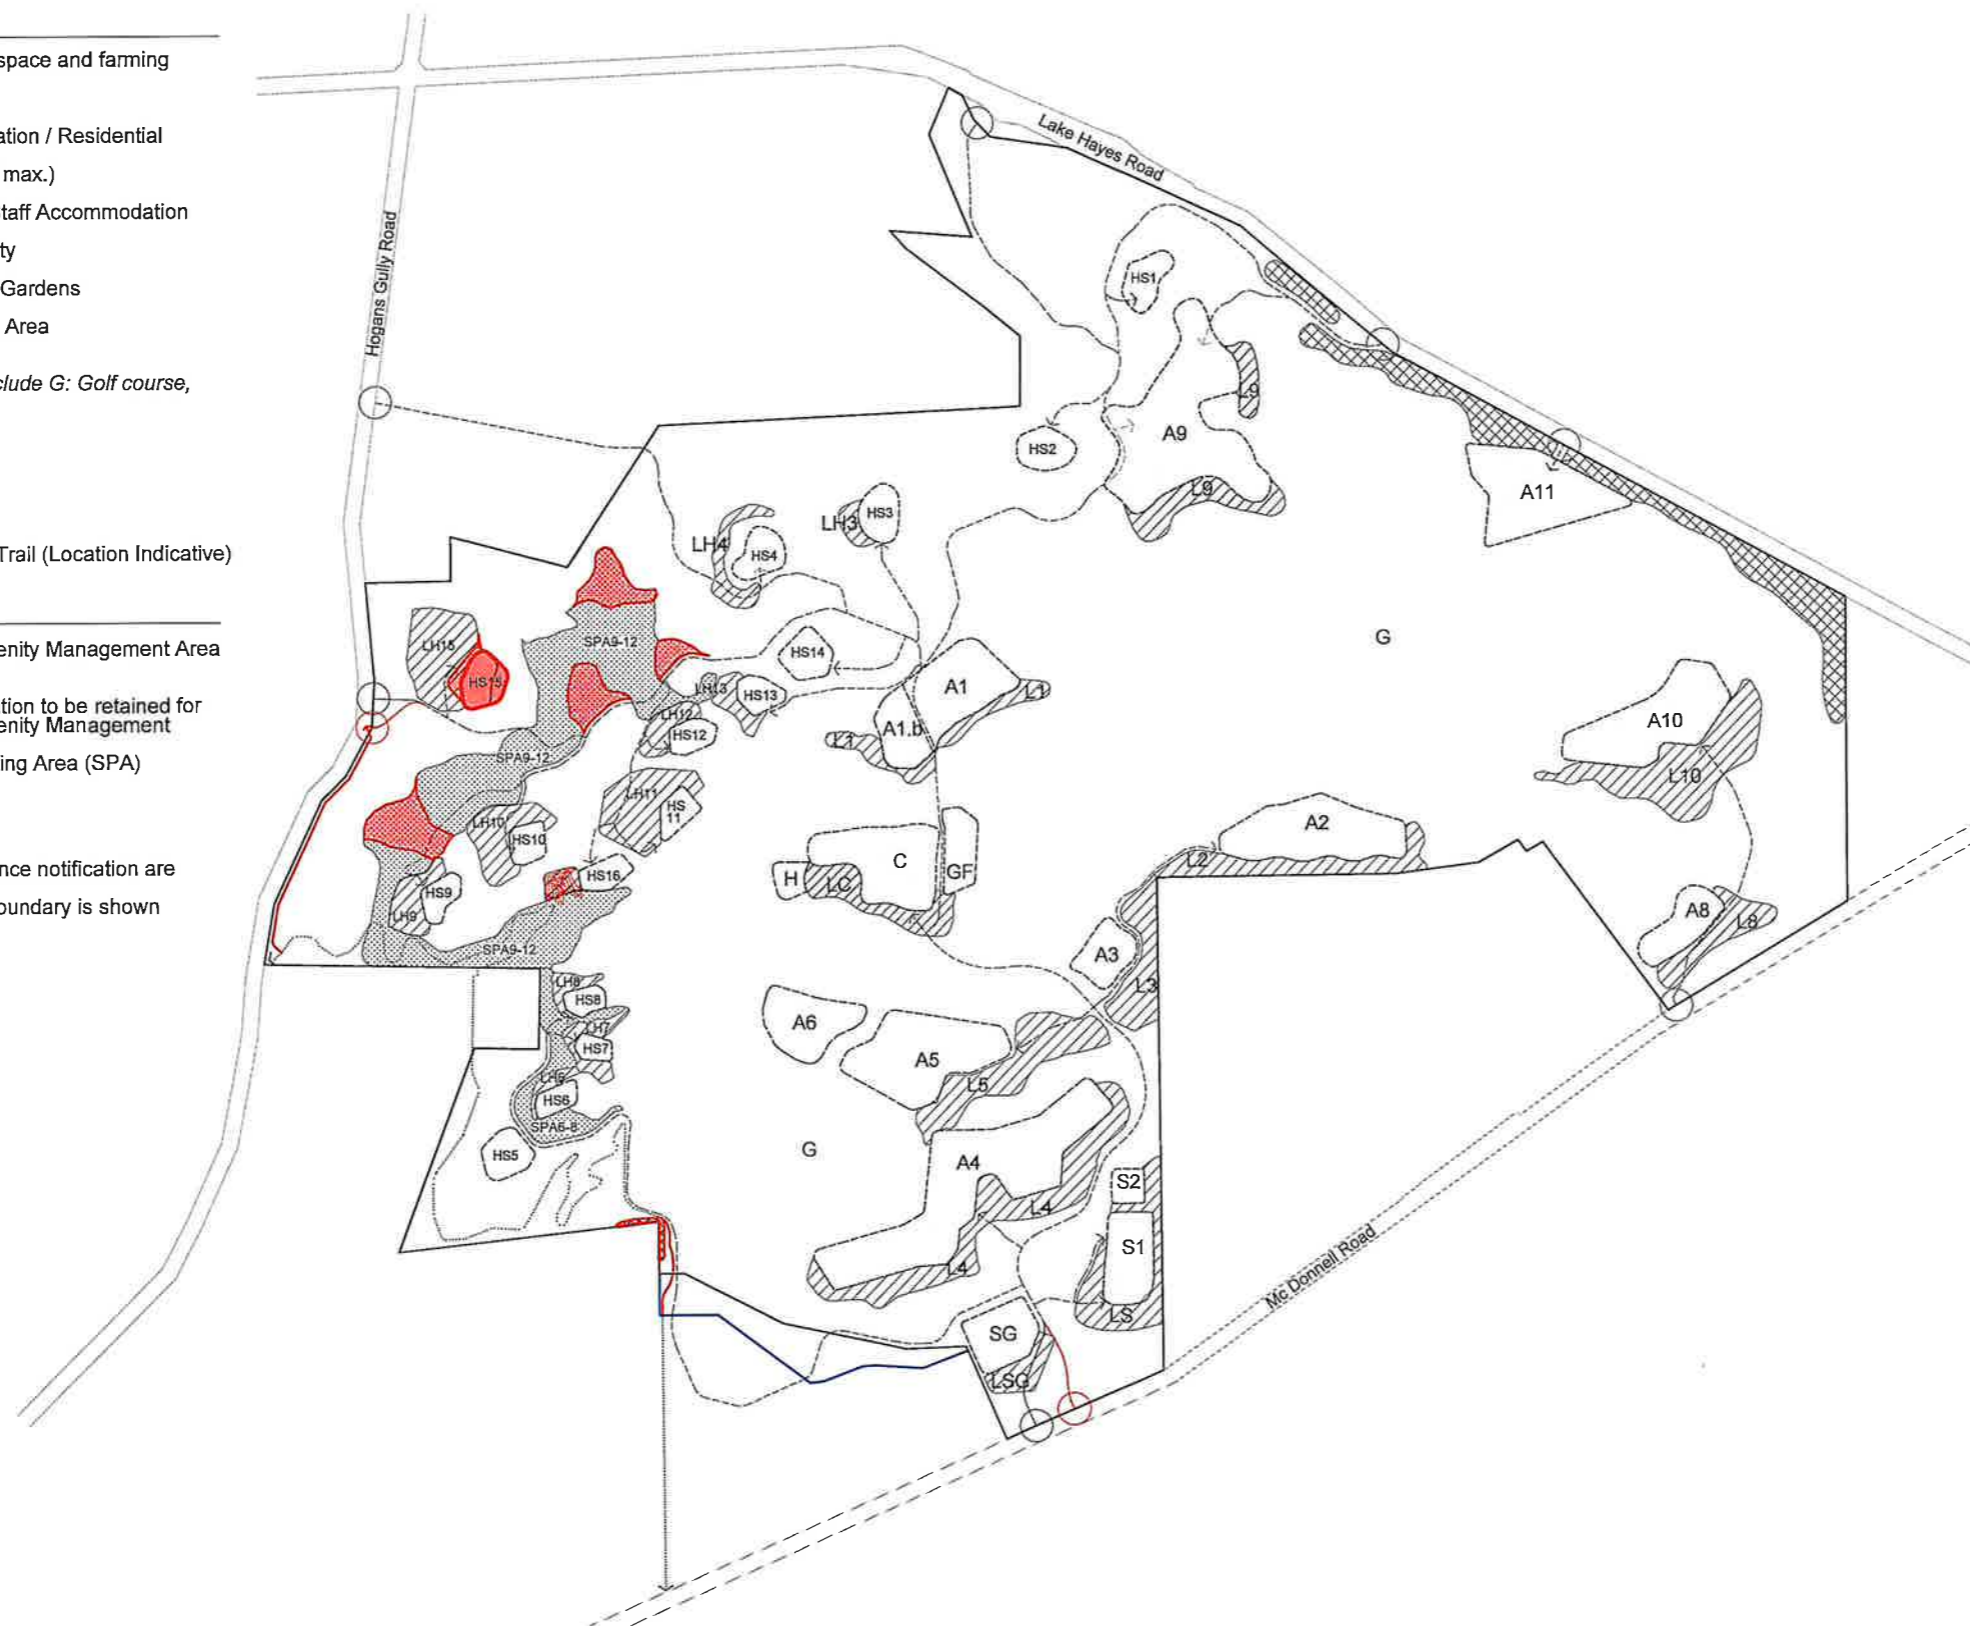 space and farming
ation / Residential
max.)
taff Accommodation
ty
Gardens
Area
clude G: Golf course,
Trail (Location Indicative)
enity Management Area
tion to be retained for
enity Management
ing Area (SPA)
nce notification are
oundary is shown
Lake Hayes Road
Hogans Gully Road
HS1
L9
A9
HS2
L9
A11
HS3
LH3
LH4
HS4
G
SPA9-12
LH15
HS15
HS14
LH13
HS13
A1
L1
LH12
HS12
A1.b
L1
A10
SPA9-12
L10
LH11
HS
11
LH10
HS10
A2
L2
C
GF
H
LC
HS16
HS9
LH9
A8
L8
SPA9-12
A3
L3
LH8
HS8
LH7
HS7
A6
A5
L5
LH6
HS6
SPA6-8
HS5
G
A4
S2
L4
S1
L4
LS
Mc Donnell Road
SG
LSG